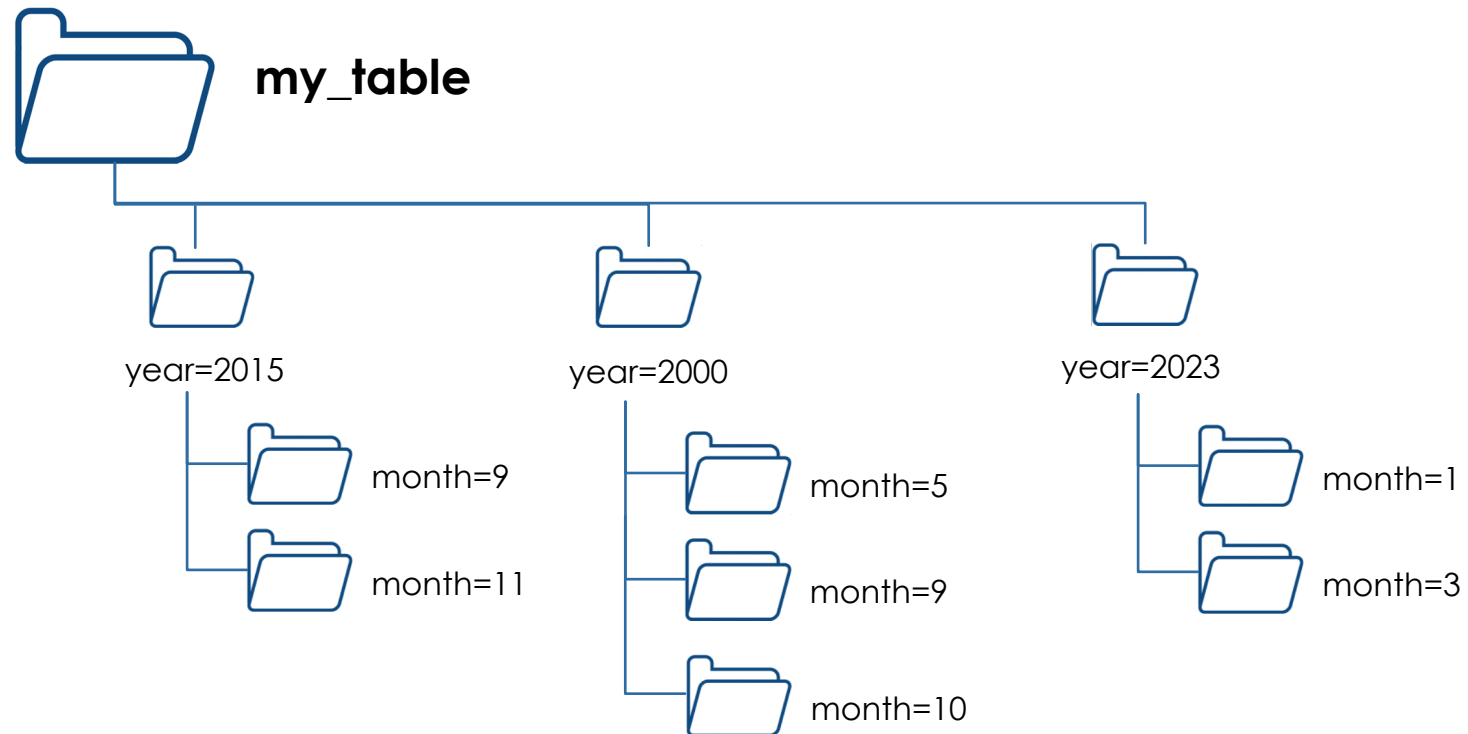 my_table
year=2015
month=9
month=11
year=2000
month=5
month=9
month=10
year=2023
month=1
month=3